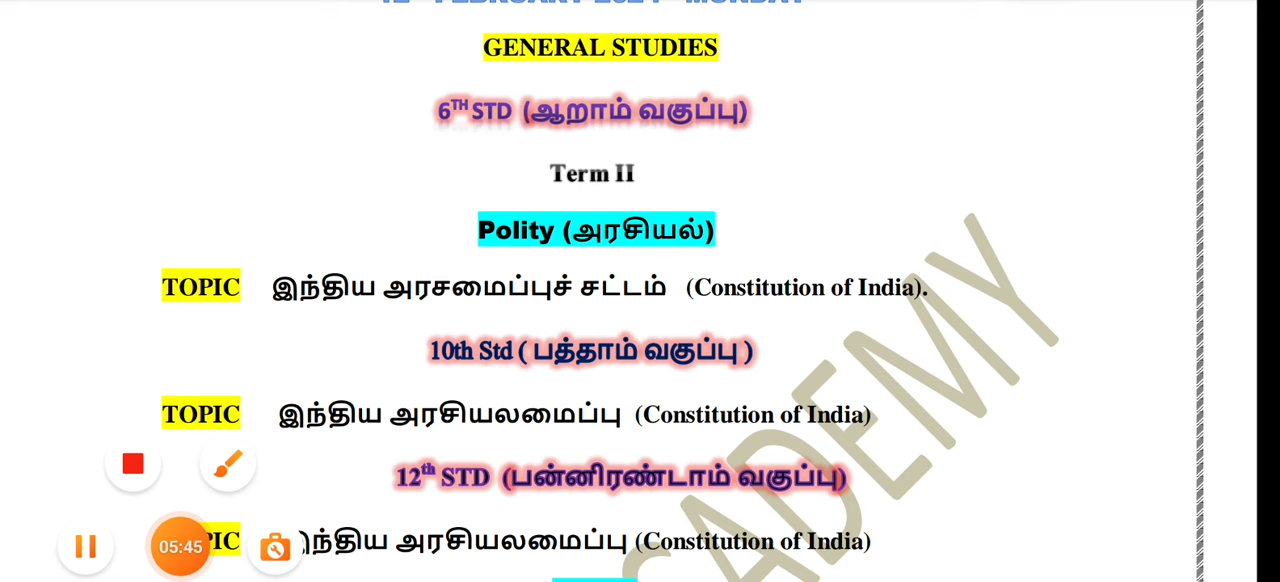 GENERAL STUDIES
6TH STD (ஆறாம் வகுப்பு)
Term II
Polity (அரசியல்)
TOPIC இந்திய அரசமைப்புச் சட்டம் (Constitution of India).
10th Std ( பத்தாம் வகுப்பு )
TOPIC இந்திய அரசியலமைப்பு (Constitution of India)
12th STD (பன்னிரண்டாம் வகுப்பு)
இந்திய அரசியலமைப்பு (Constitution of India)
05:45
ACADEMY